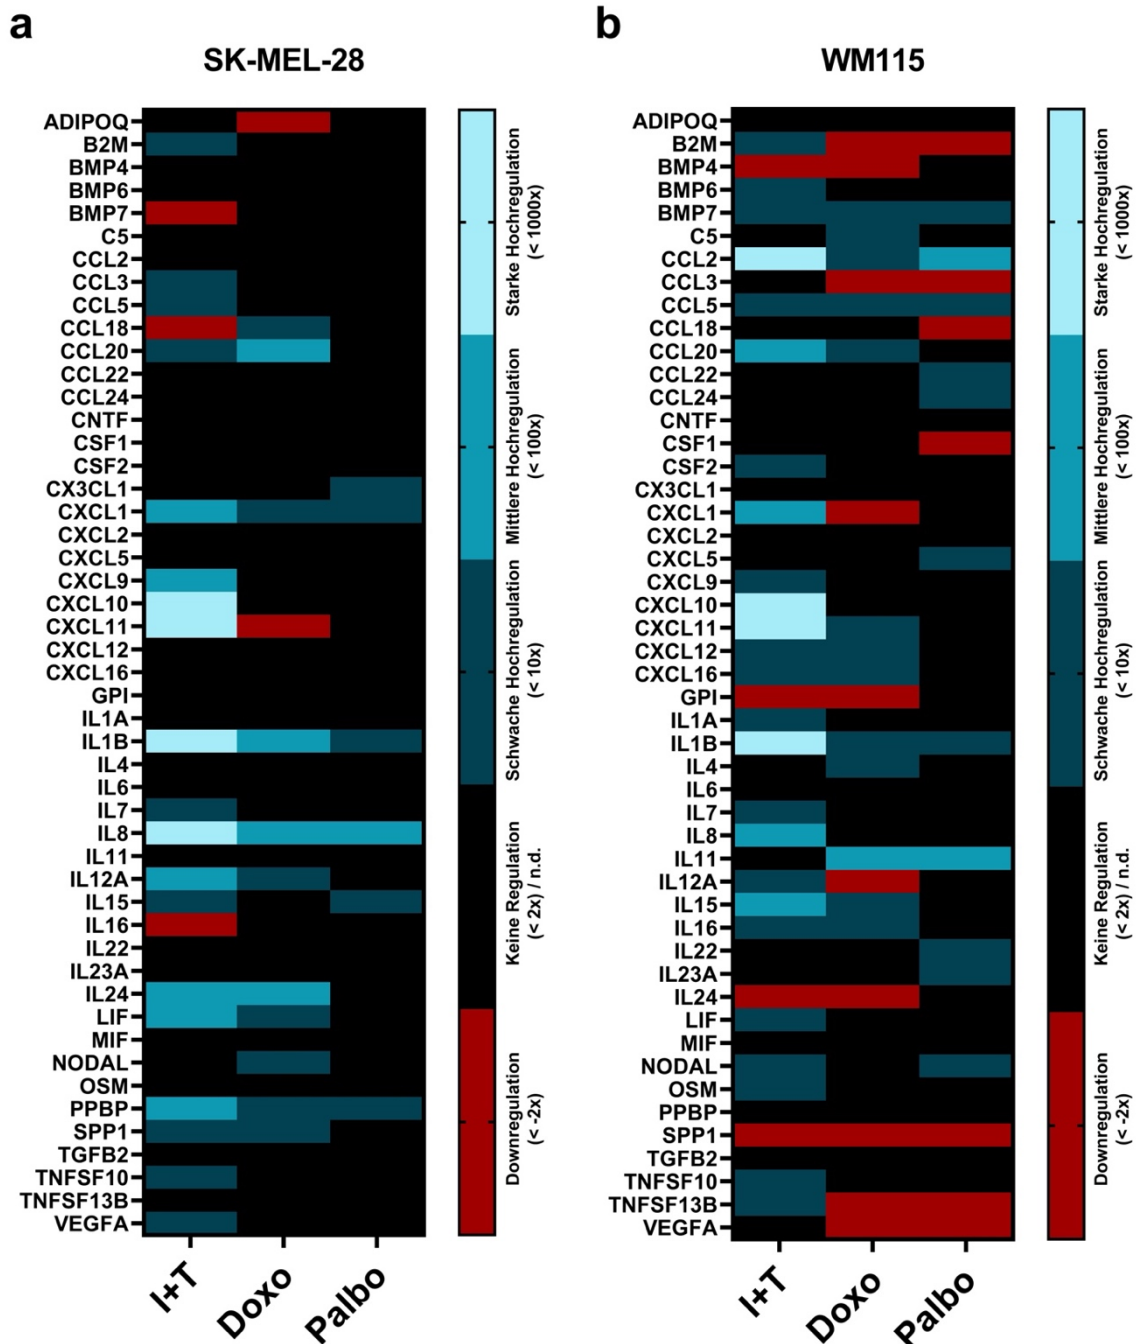 a
SK-MEL-28
ADIPOQ
B2M
BMP4
BMP6
BMP7
C5
CCL2
CCL3
CCL5
CCL18
CCL20
CCL22
CCL24
CNTF
CSF1
CSF2
CX3CL1
CXCL1
CXCL2
CXCL5
CXCL9
CXCL10
CXCL11
CXCL12
CXCL16
GPI
IL1A
IL1B
IL4
IL6
IL7
IL8
IL11
IL12A
IL15
IL16
IL22
IL23A
IL24
LIF
MIF
NODAL
OSM
PPBP
SPP1
TGFB2
TNFSF10
TNFSF13B
VEGFA
I+T
Doxo
Palbo
Starke Hochregulation
(< 1000x)
Mittlere Hochregulation
(< 100x)
Schwache Hochregulation
(< 10x)
Keine Regulation
(< 2x) / n.d.
Downregulation
(< -2x)
b
WM115
ADIPOQ
B2M
BMP4
BMP6
BMP7
C5
CCL2
CCL3
CCL5
CCL18
CCL20
CCL22
CCL24
CNTF
CSF1
CSF2
CX3CL1
CXCL1
CXCL2
CXCL5
CXCL9
CXCL10
CXCL11
CXCL12
CXCL16
GPI
IL1A
IL1B
IL4
IL6
IL7
IL8
IL11
IL12A
IL15
IL16
IL22
IL23A
IL24
LIF
MIF
NODAL
OSM
PPBP
SPP1
TGFB2
TNFSF10
TNFSF13B
VEGFA
I+T
Doxo
Palbo
Starke Hochregulation
(< 1000x)
Mittlere Hochregulation
(< 100x)
Schwache Hochregulation
(< 10x)
Keine Regulation
(< 2x) / n.d.
Downregulation
(< -2x)